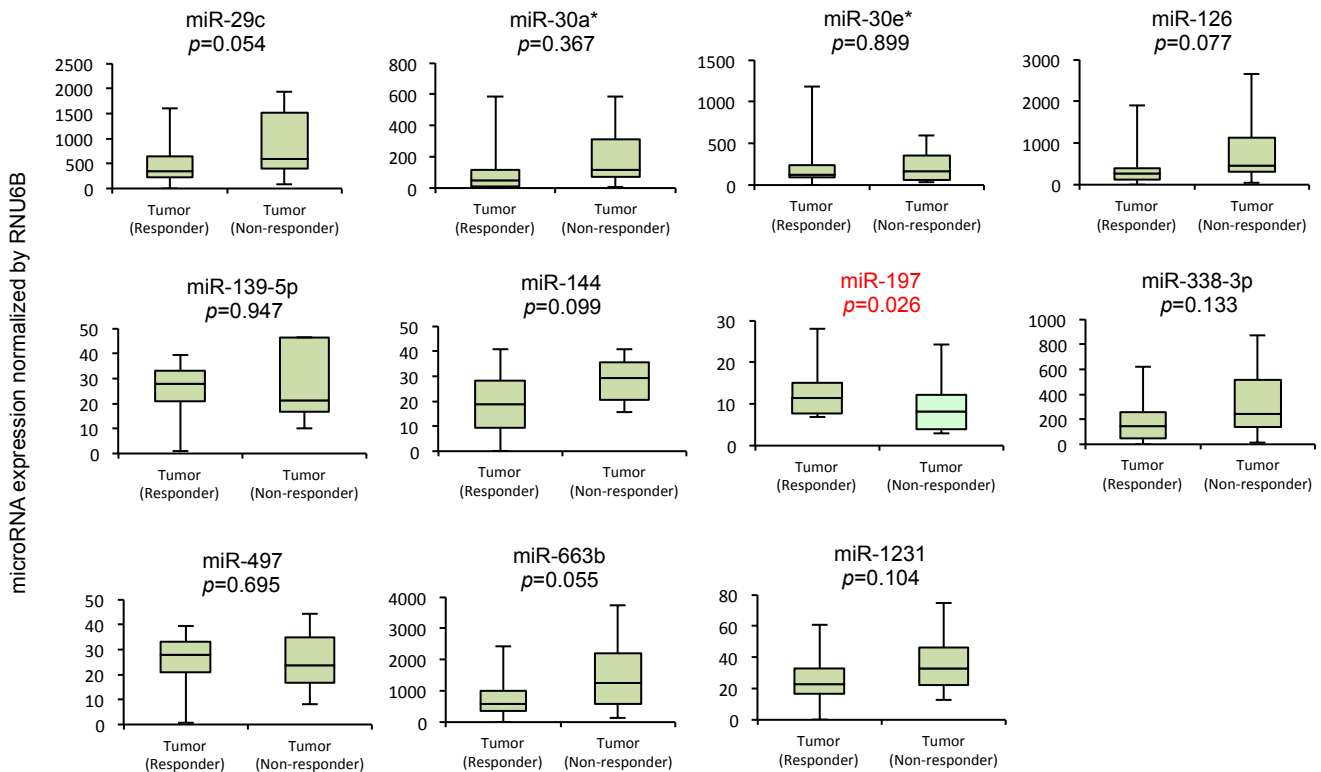 microRNA expression normalized by RNU6B
miR-29c
p=0.054
2500
2000
1500
1000
500
0
Tumor
(Responder)
Tumor
(Non-responder)
miR-30a*
p=0.367
800
600
400
200
0
Tumor
(Responder)
Tumor
(Non-responder)
miR-30e*
p=0.899
1500
1000
500
0
Tumor
(Responder)
Tumor
(Non-responder)
miR-126
p=0.077
3000
2000
1000
0
Tumor
(Responder)
Tumor
(Non-responder)
miR-139-5p
p=0.947
50
40
30
20
10
0
Tumor
(Responder)
Tumor
(Non-responder)
miR-144
p=0.099
50
40
30
20
10
0
Tumor
(Responder)
Tumor
(Non-responder)
miR-197
p=0.026
30
20
10
0
Tumor
(Responder)
Tumor
(Non-responder)
miR-338-3p
p=0.133
1000
800
600
400
200
0
Tumor
(Responder)
Tumor
(Non-responder)
miR-497
p=0.695
50
40
30
20
10
0
Tumor
(Responder)
Tumor
(Non-responder)
miR-663b
p=0.055
4000
3000
2000
1000
0
Tumor
(Responder)
Tumor
(Non-responder)
miR-1231
p=0.104
80
60
40
20
0
Tumor
(Responder)
Tumor
(Non-responder)